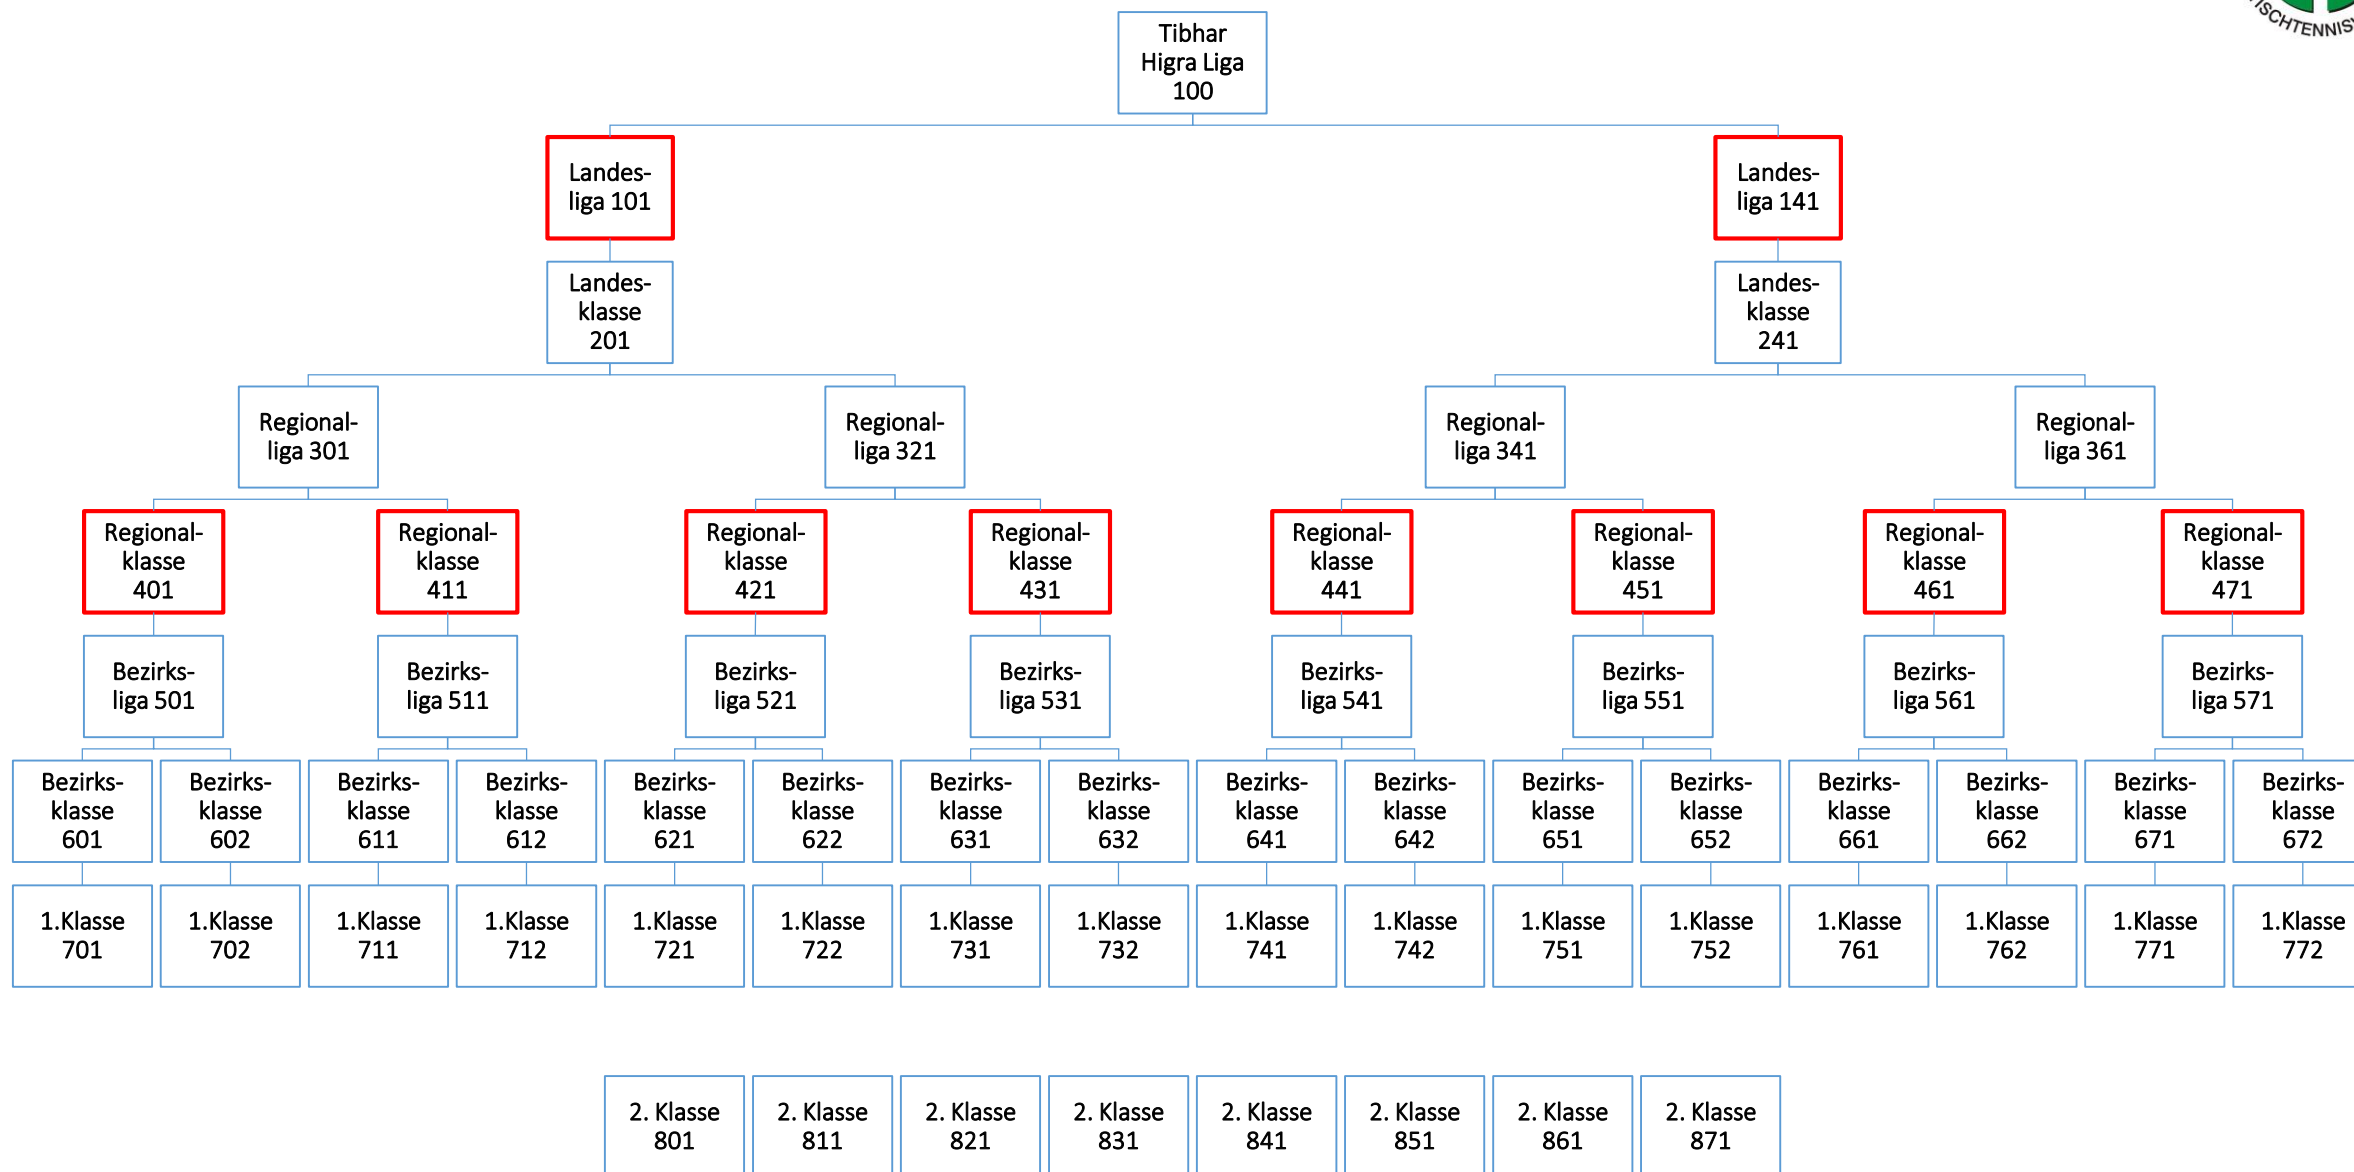 TISCHTENNIS
Tibhar
Higra Liga
100
Landes-
liga 101
Landes-
liga 141
Landes-
klasse
201
Landes-
klasse
241
Regional-
liga 301
Regional-
liga 321
Regional-
liga 341
Regional-
liga 361
Regional-
klasse
401
Regional-
klasse
411
Regional-
klasse
421
Regional-
klasse
431
Regional-
klasse
441
Regional-
klasse
451
Regional-
klasse
461
Regional-
klasse
471
Bezirks-
liga 501
Bezirks-
liga 511
Bezirks-
liga 521
Bezirks-
liga 531
Bezirks-
liga 541
Bezirks-
liga 551
Bezirks-
liga 561
Bezirks-
liga 571
Bezirks-
klasse
601
Bezirks-
klasse
602
Bezirks-
klasse
611
Bezirks-
klasse
612
Bezirks-
klasse
621
Bezirks-
klasse
622
Bezirks-
klasse
631
Bezirks-
klasse
632
Bezirks-
klasse
641
Bezirks-
klasse
642
Bezirks-
klasse
651
Bezirks-
klasse
652
Bezirks-
klasse
661
Bezirks-
klasse
662
Bezirks-
klasse
671
Bezirks-
klasse
672
1.Klasse
701
1.Klasse
702
1.Klasse
711
1.Klasse
712
1.Klasse
721
1.Klasse
722
1.Klasse
731
1.Klasse
732
1.Klasse
741
1.Klasse
742
1.Klasse
751
1.Klasse
752
1.Klasse
761
1.Klasse
762
1.Klasse
771
1.Klasse
772
2. Klasse
801
2. Klasse
811
2. Klasse
821
2. Klasse
831
2. Klasse
841
2. Klasse
851
2. Klasse
861
2. Klasse
871